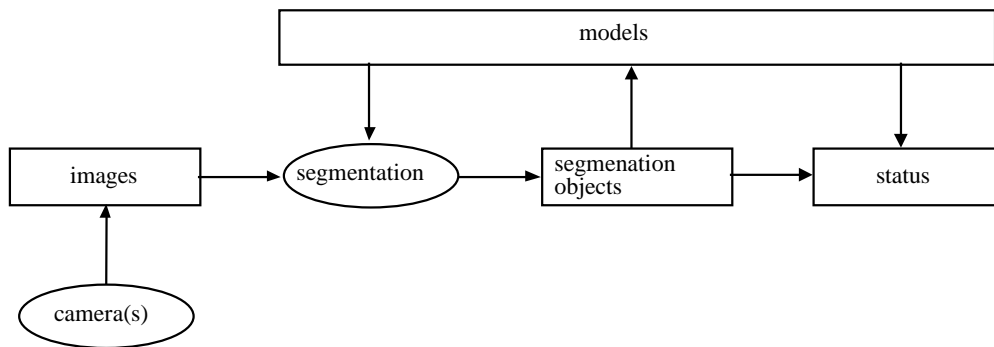 models
images
segmentation
segmenation
objects
status
camera(s)